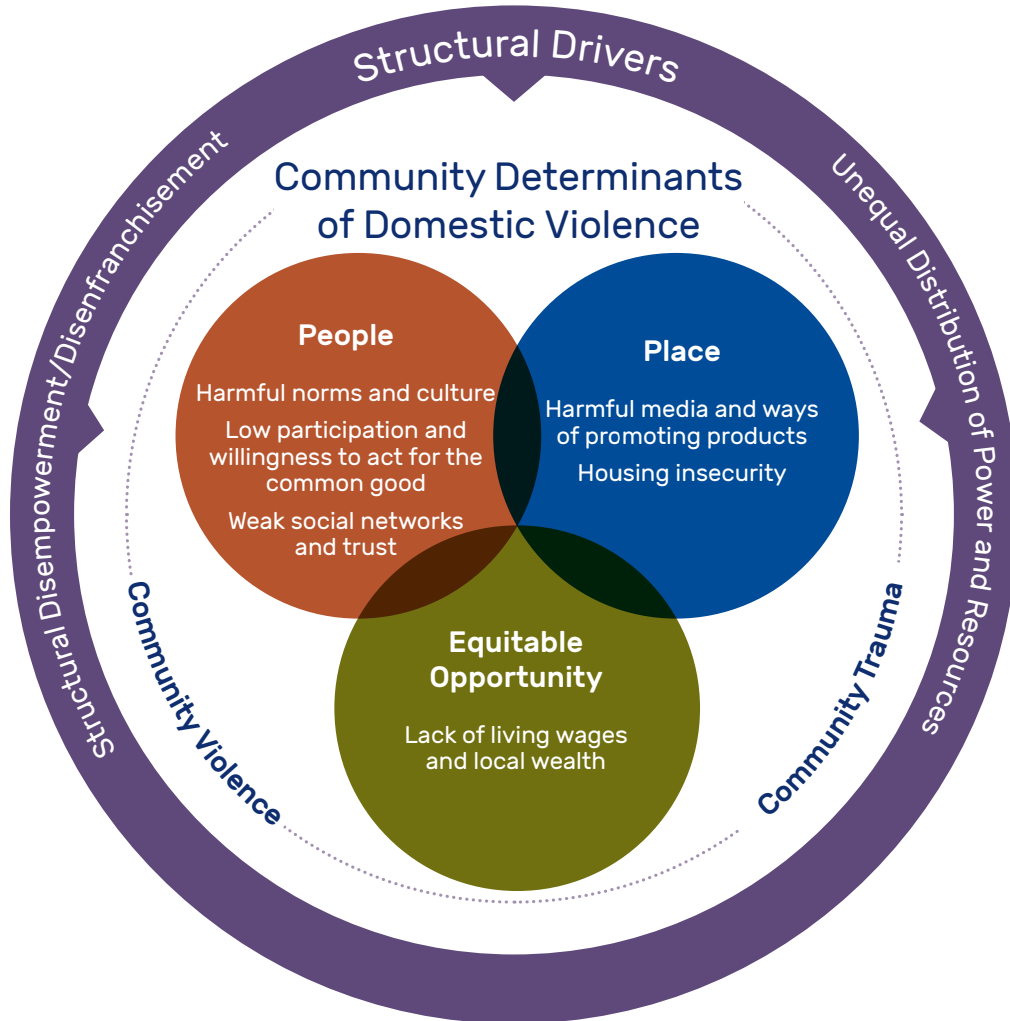 Structural Drivers
Structural Disempowerment/Disenfranchisement
Unequal Distribution of Power and Resources
Community Determinants
of Domestic Violence
People
Harmful norms and culture
Low participation and
willingness to act for the
common good
Weak social networks
and trust
Place
Harmful media and ways
of promoting products
Housing insecurity
Equitable
Opportunity
Lack of living wages
and local wealth
Community Violence
Community Trauma